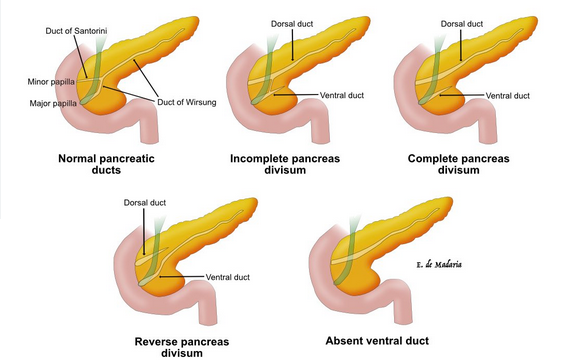 Duct of Santorini
Minor papilla
Major papilla
Duct of Wirsung
Normal pancreatic
ducts
Dorsal duct
Ventral duct
Incomplete pancreas
divisum
Dorsal duct
Ventral duct
Complete pancreas
divisum
Dorsal duct
Ventral duct
Reverse pancreas
divisum
E. de Madaria
Absent ventral duct